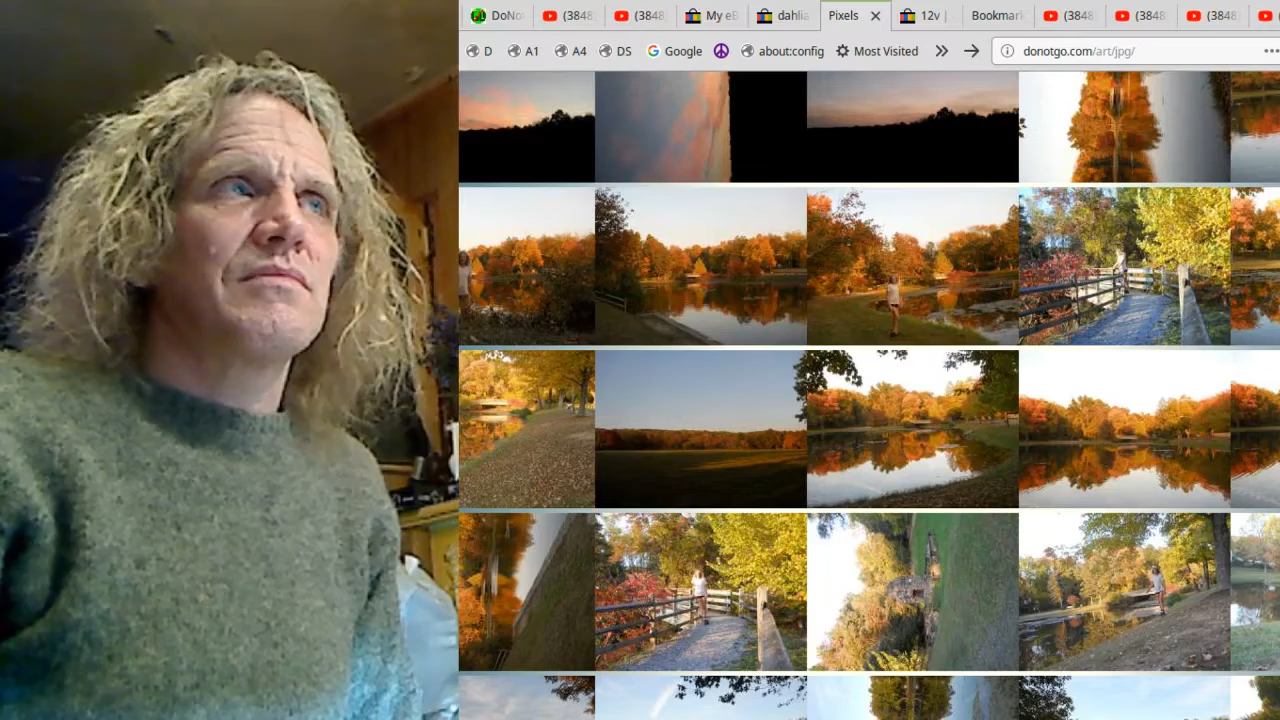 DoNo (3848 (3848 My eB dahlia Pixels 12v | Bookmark (3848 (3848 (3848
D A1 A4 DS Google about:config Most Visited donotgo.com/art/jpg/